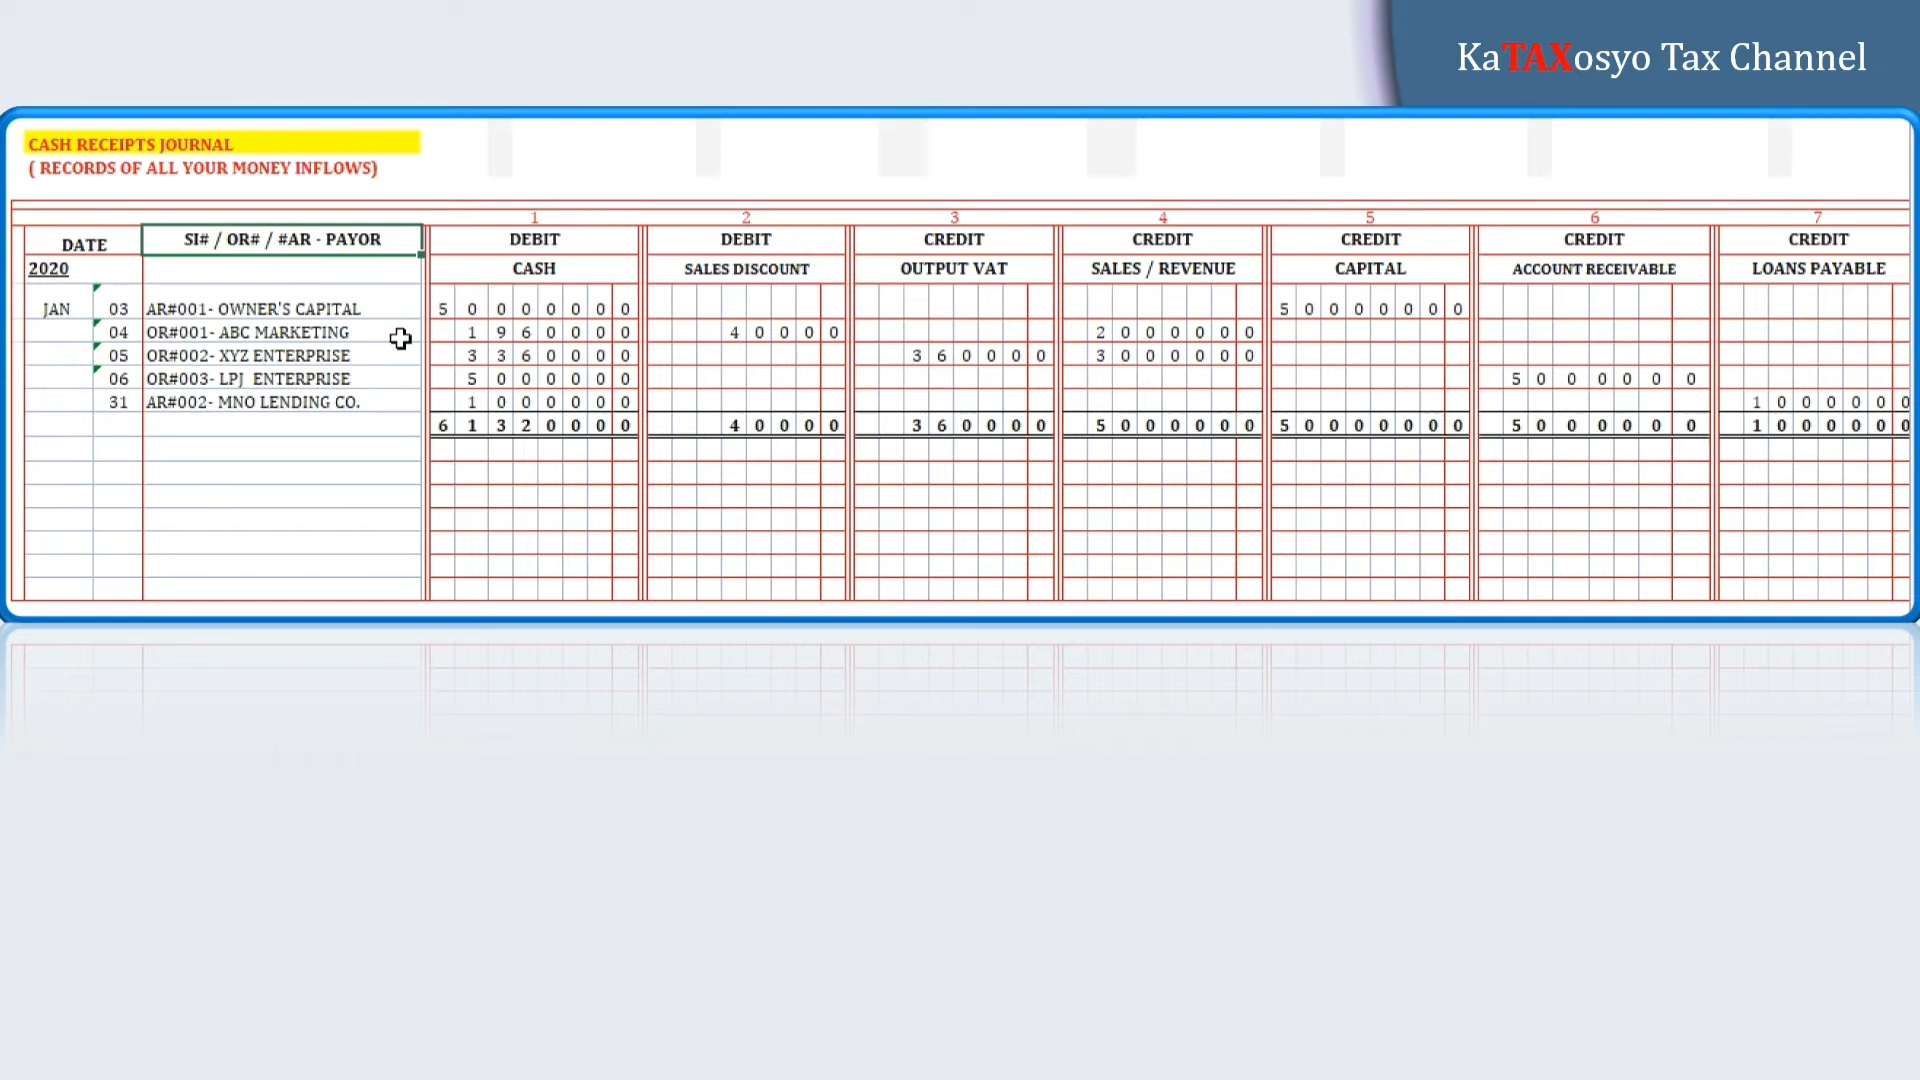 KaTAXosyo Tax Channel
CASH RECEIPTS JOURNAL
( RECORDS OF ALL YOUR MONEY INFLOWS)
1 2 3 4 5 6 7
DATE SI# / OR# / #AR - PAYOR DEBIT DEBIT CREDIT CREDIT CREDIT CREDIT CREDIT
2020 CASH SALES DISCOUNT OUTPUT VAT SALES / REVENUE CAPITAL ACCOUNT RECEIVABLE LOANS PAYABLE
JAN 03 AR#001- OWNER'S CAPITAL 5 0 0 0 0 0 0 0 5 0 0 0 0 0 0 0
04 OR#001- ABC MARKETING 1 9 6 0 0 0 0 4 0 0 0 0 2 0 0 0 0 0 0
05 OR#002- XYZ ENTERPRISE 3 3 6 0 0 0 0 3 6 0 0 0 0 3 0 0 0 0 0 0
06 OR#003- LPJ ENTERPRISE 5 0 0 0 0 0 0 5 0 0 0 0 0 0
31 AR#002- MNO LENDING CO. 1 0 0 0 0 0 0 1 0 0 0 0 0 0
6 1 3 2 0 0 0 0 4 0 0 0 0 3 6 0 0 0 0 5 0 0 0 0 0 0 5 0 0 0 0 0 0 0 5 0 0 0 0 0 0 1 0 0 0 0 0 0